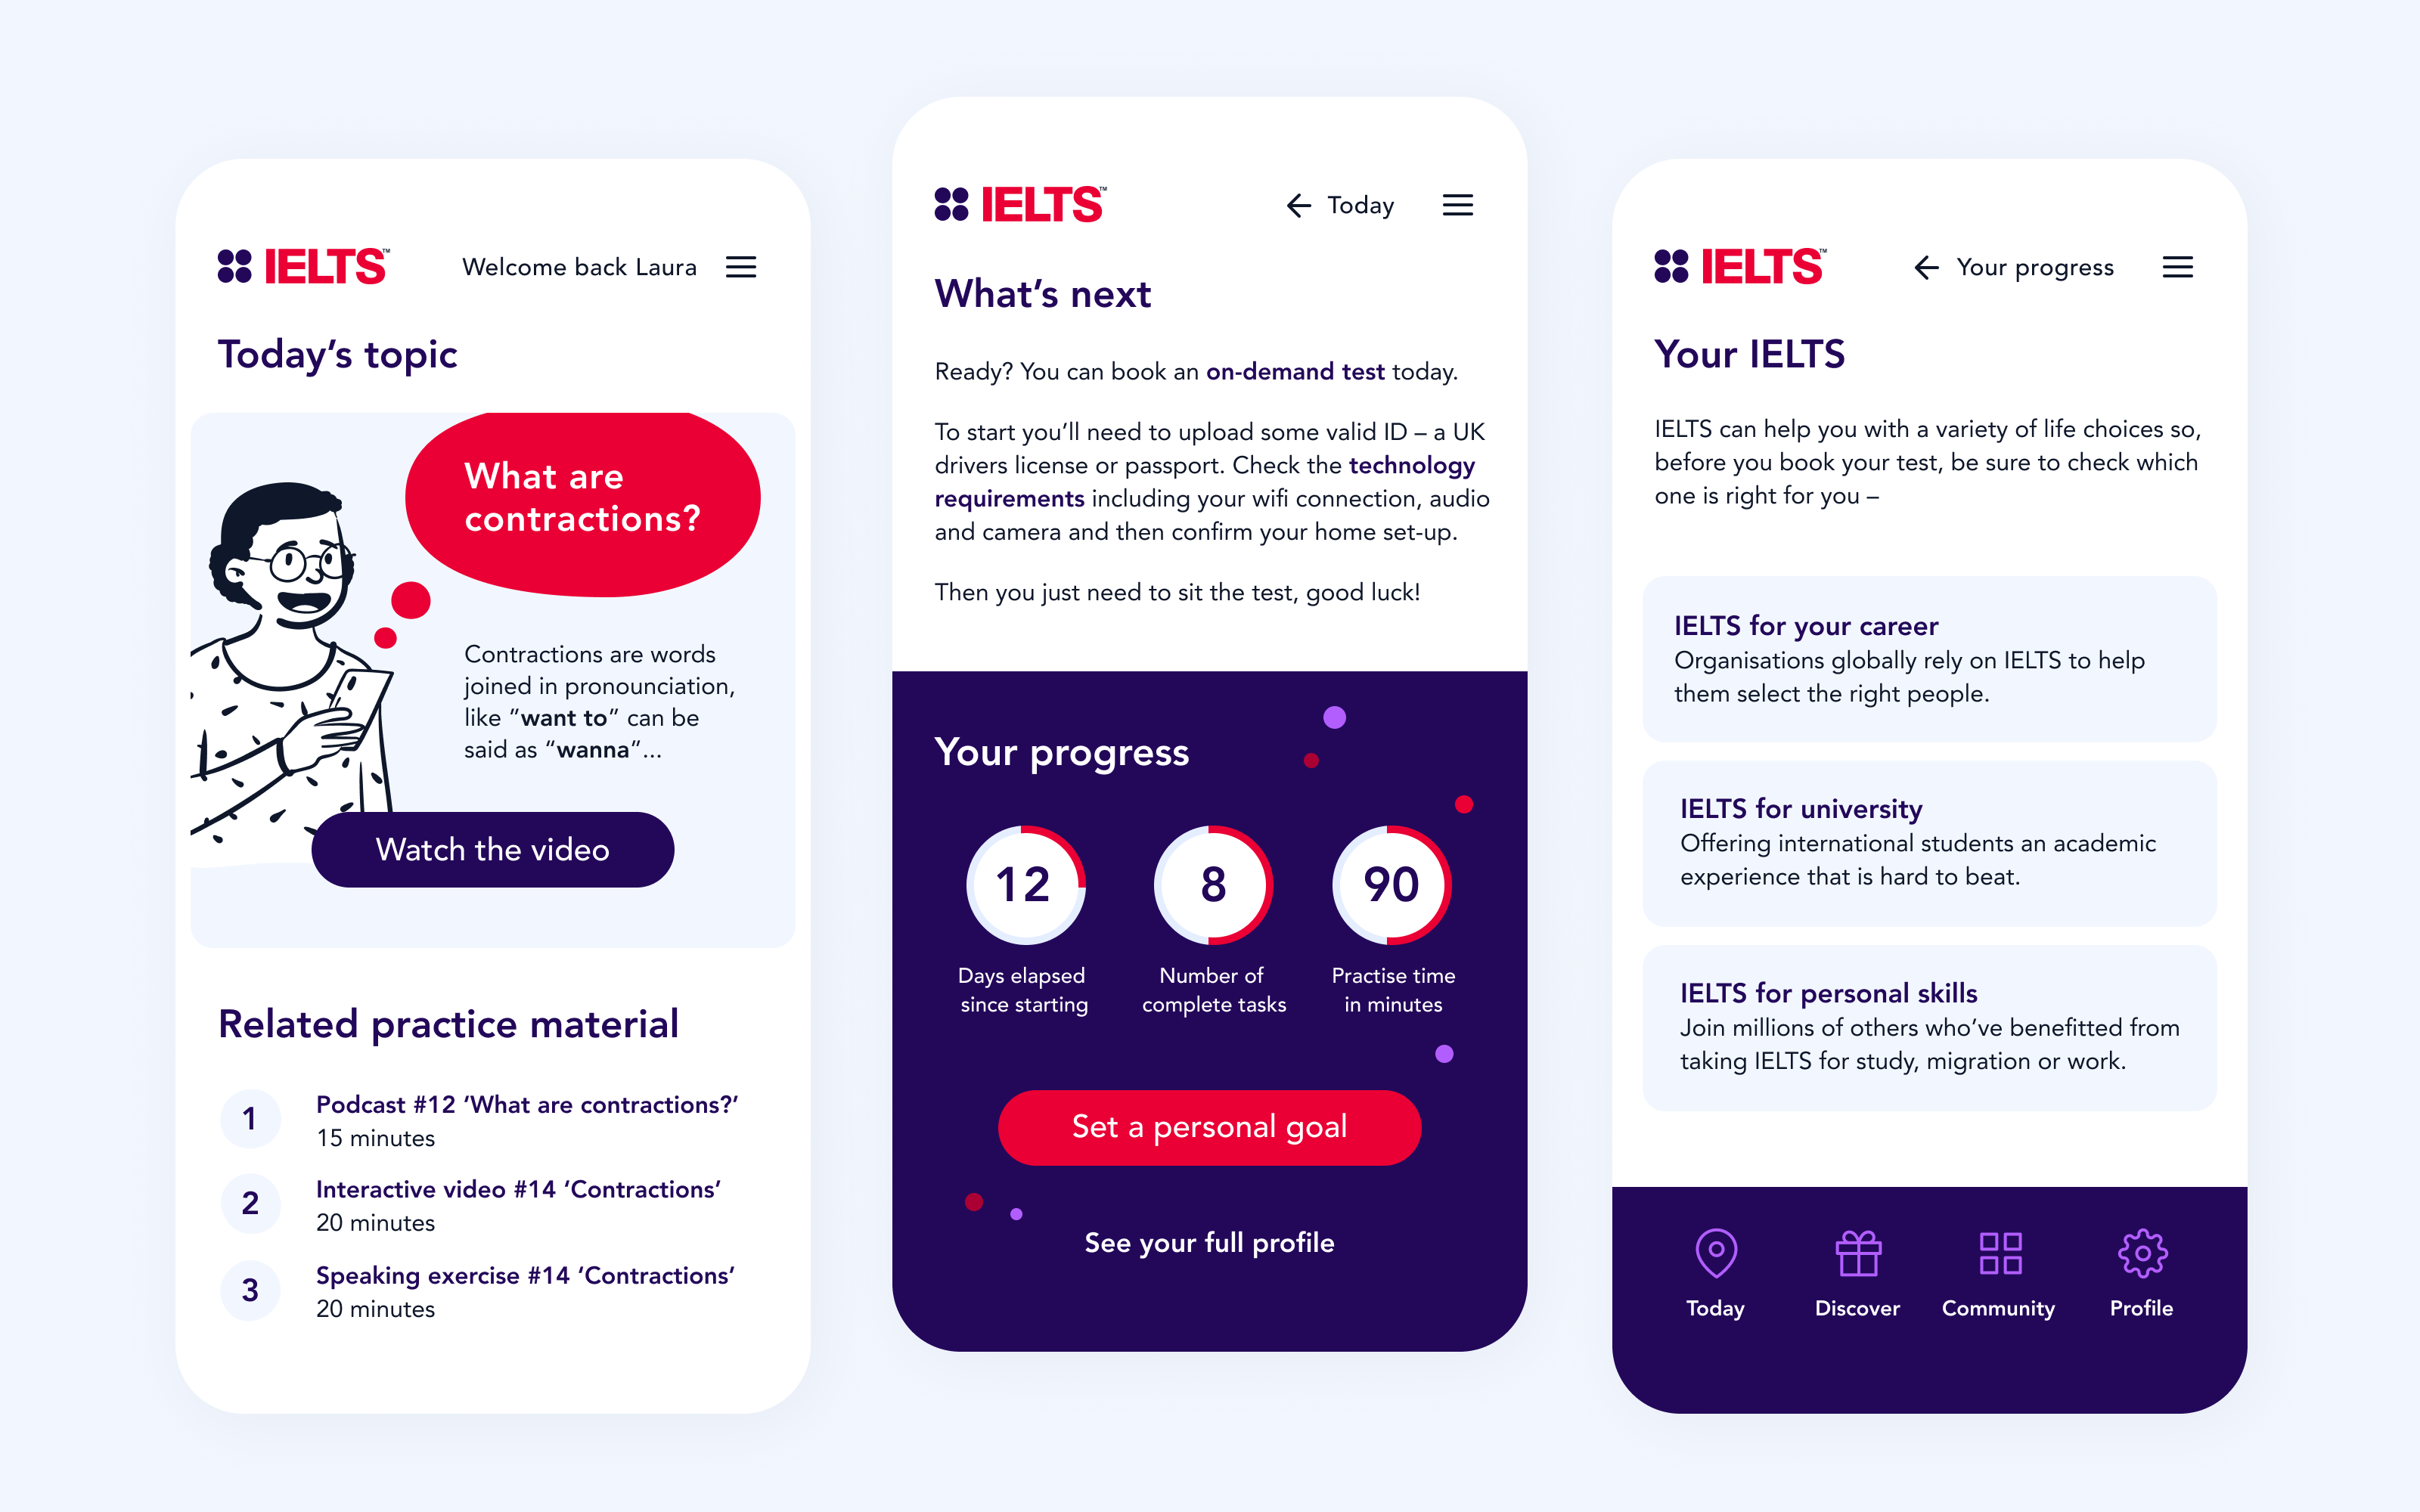 IELTS™
Welcome back Laura
Today’s topic
What are
contractions?
Contractions are words
joined in pronounciation,
like “want to” can be
said as “wanna“...
Watch the video
Related practice material
1
Podcast #12 ‘What are contractions?’
15 minutes
2
Interactive video #14 ‘Contractions’
20 minutes
3
Speaking exercise #14 ‘Contractions’
20 minutes
IELTS™
Today
What’s next
Ready? You can book an on-demand test today.
To start you’ll need to upload some valid ID – a UK
drivers license or passport. Check the technology
requirements including your wifi connection, audio
and camera and then confirm your home set-up.
Then you just need to sit the test, good luck!
Your progress
12
8
90
Days elapsed
since starting
Number of
complete tasks
Practise time
in minutes
Set a personal goal
See your full profile
IELTS™
Your progress
Your IELTS
IELTS can help you with a variety of life choices so,
before you book your test, be sure to check which
one is right for you –
IELTS for your career
Organisations globally rely on IELTS to help
them select the right people.
IELTS for university
Offering international students an academic
experience that is hard to beat.
IELTS for personal skills
Join millions of others who’ve benefitted from
taking IELTS for study, migration or work.
Today
Discover
Community
Profile